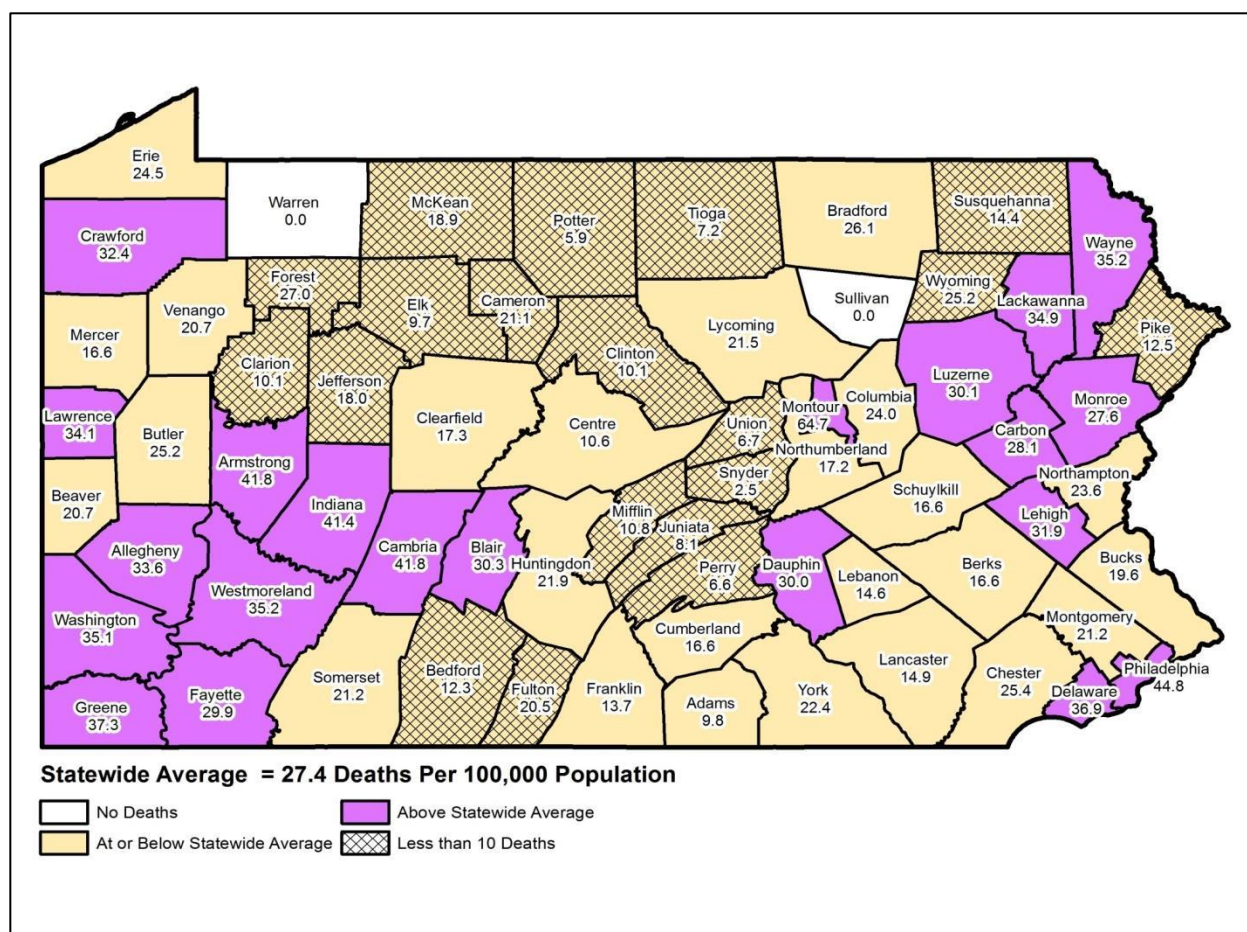 Erie
24.5
Warren
0.0
McKean
18.9
Potter
5.9
Tioga
7.2
Bradford
26.1
Susquehanna
14.4
Wayne
35.2
Crawford
32.4
Forest
27.0
Elk
9.7
Cameron
21.1
Sullivan
0.0
Wyoming
25.2
Lackawanna
34.9
Pike
12.5
Mercer
16.6
Venango
20.7
Clarion
10.1
Jefferson
18.0
Clinton
10.1
Lycoming
21.5
Luzerne
30.1
Monroe
27.6
Lawrence
34.1
Butler
25.2
Clearfield
17.3
Centre
10.6
Union
6.7
Montour
64.7
Columbia
24.0
Carbon
28.1
Armstrong
41.8
Snyder
2.5
Northumberland
17.2
Northampton
23.6
Beaver
20.7
Indiana
41.4
Mifflin
10.8
Schuylkill
16.6
Lehigh
31.9
Allegheny
33.6
Cambria
41.8
Blair
30.3
Huntingdon
21.9
Juniata
8.1
Perry
6.6
Dauphin
30.0
Lebanon
14.6
Berks
16.6
Bucks
19.6
Westmoreland
35.2
Washington
35.1
Cumberland
16.6
Montgomery
21.2
Greene
37.3
Fayette
29.9
Somerset
21.2
Bedford
12.3
Fulton
20.5
Franklin
13.7
Adams
9.8
York
22.4
Lancaster
14.9
Chester
25.4
Delaware
36.9
Philadelphia
44.8
Statewide Average = 27.4 Deaths Per 100,000 Population
No Deaths
Above Statewide Average
At or Below Statewide Average
Less than 10 Deaths